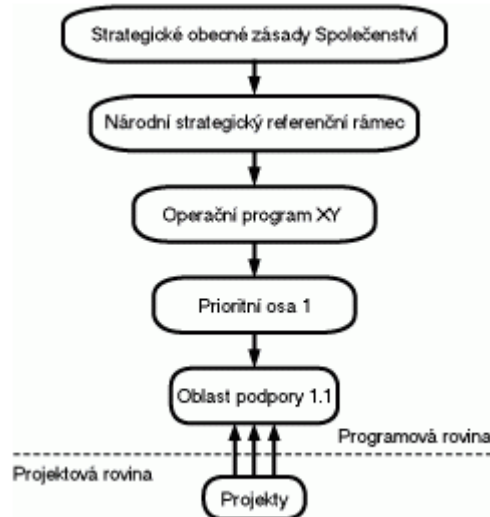 Strategické obecné zásady Společenství
Národní strategický referenční rámec
Operační program XY
Prioritní osa 1
Oblast podpory 1.1
Programová rovina
Projektová rovina
Projekty